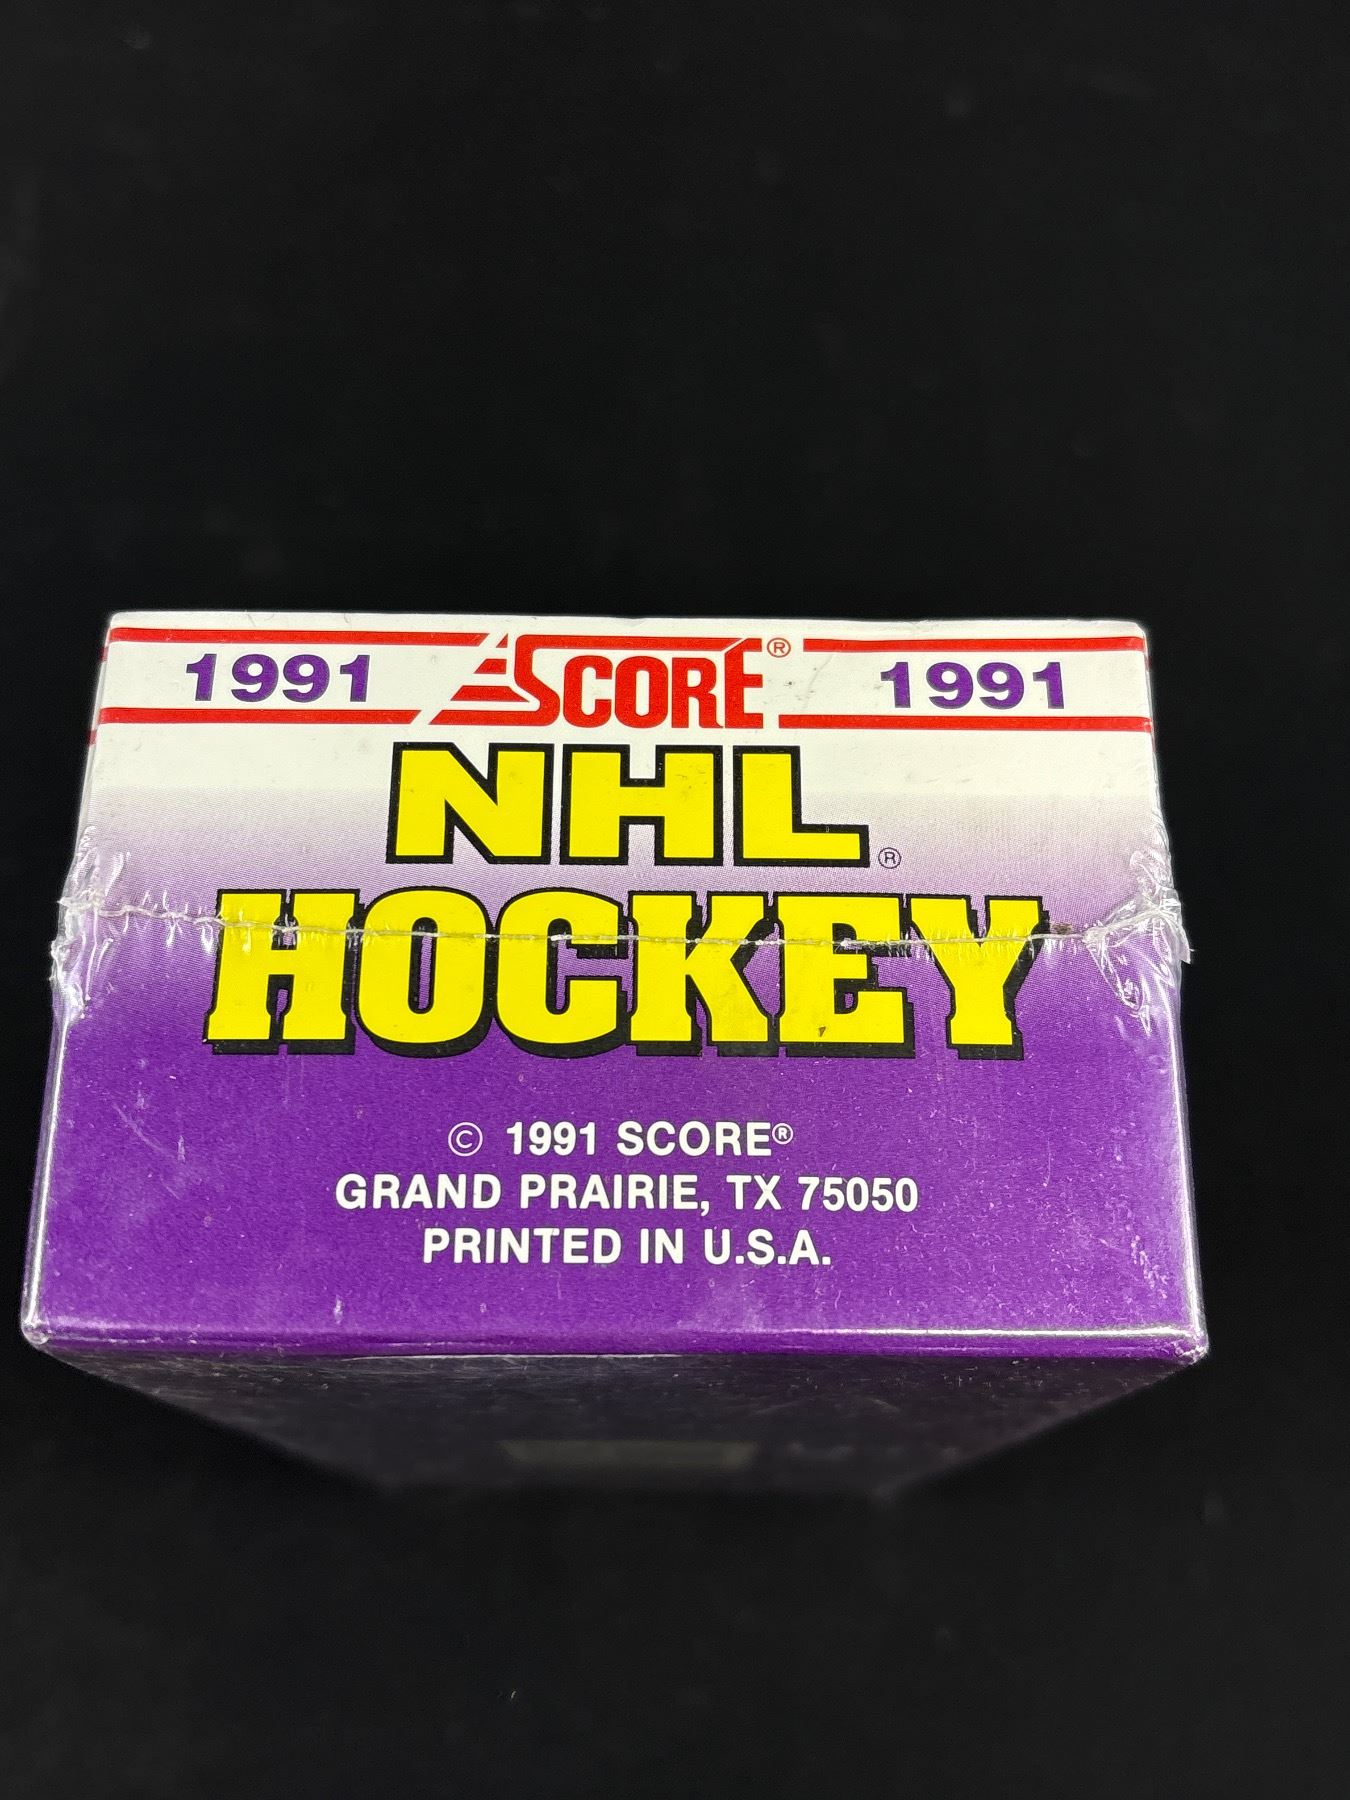 1991 SCORE® 1991
NHL®
HOCKEY
© 1991 SCORE®
GRAND PRAIRIE, TX 75050
PRINTED IN U.S.A.